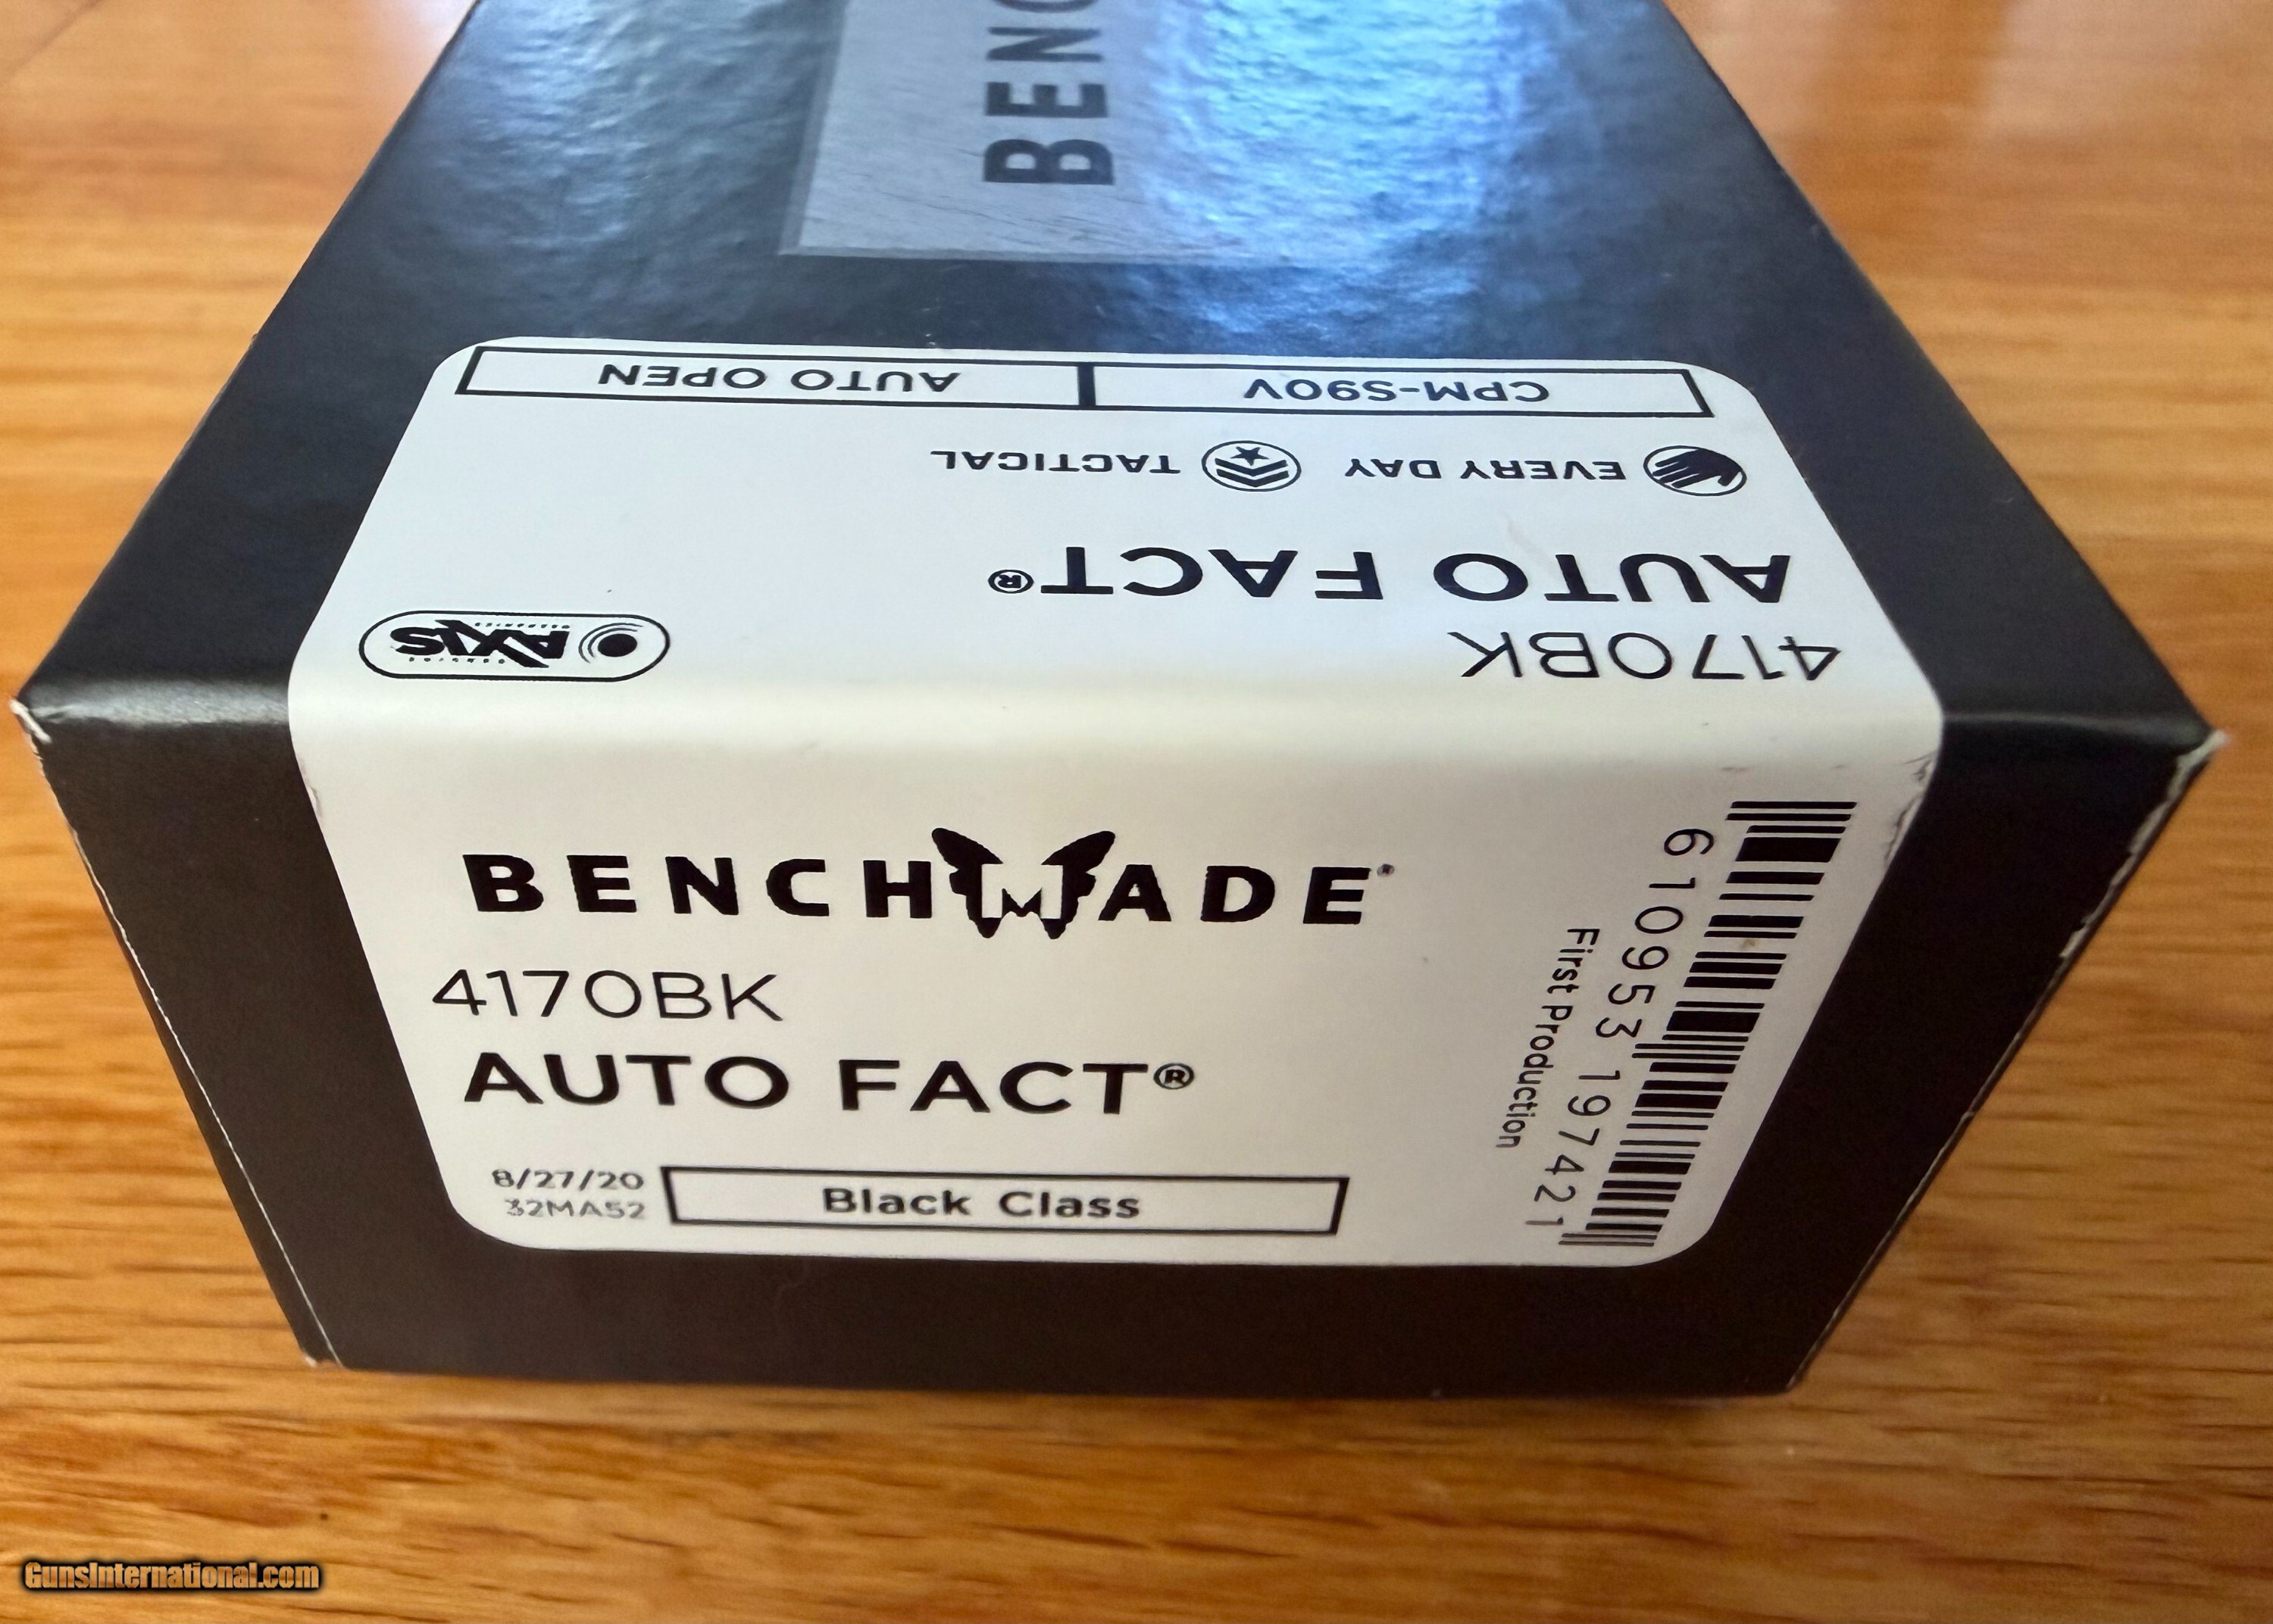 BENC
CPM-S90V
AUTO OPEN
EVERY DAY
TACTICAL
AUTO FACT®
4170BK
AXIS
BENCHMADE®
4170BK
AUTO FACT®
8/27/20
32MA52
Black Class
6 10953 19742 1
First Production
GunsInternational.com